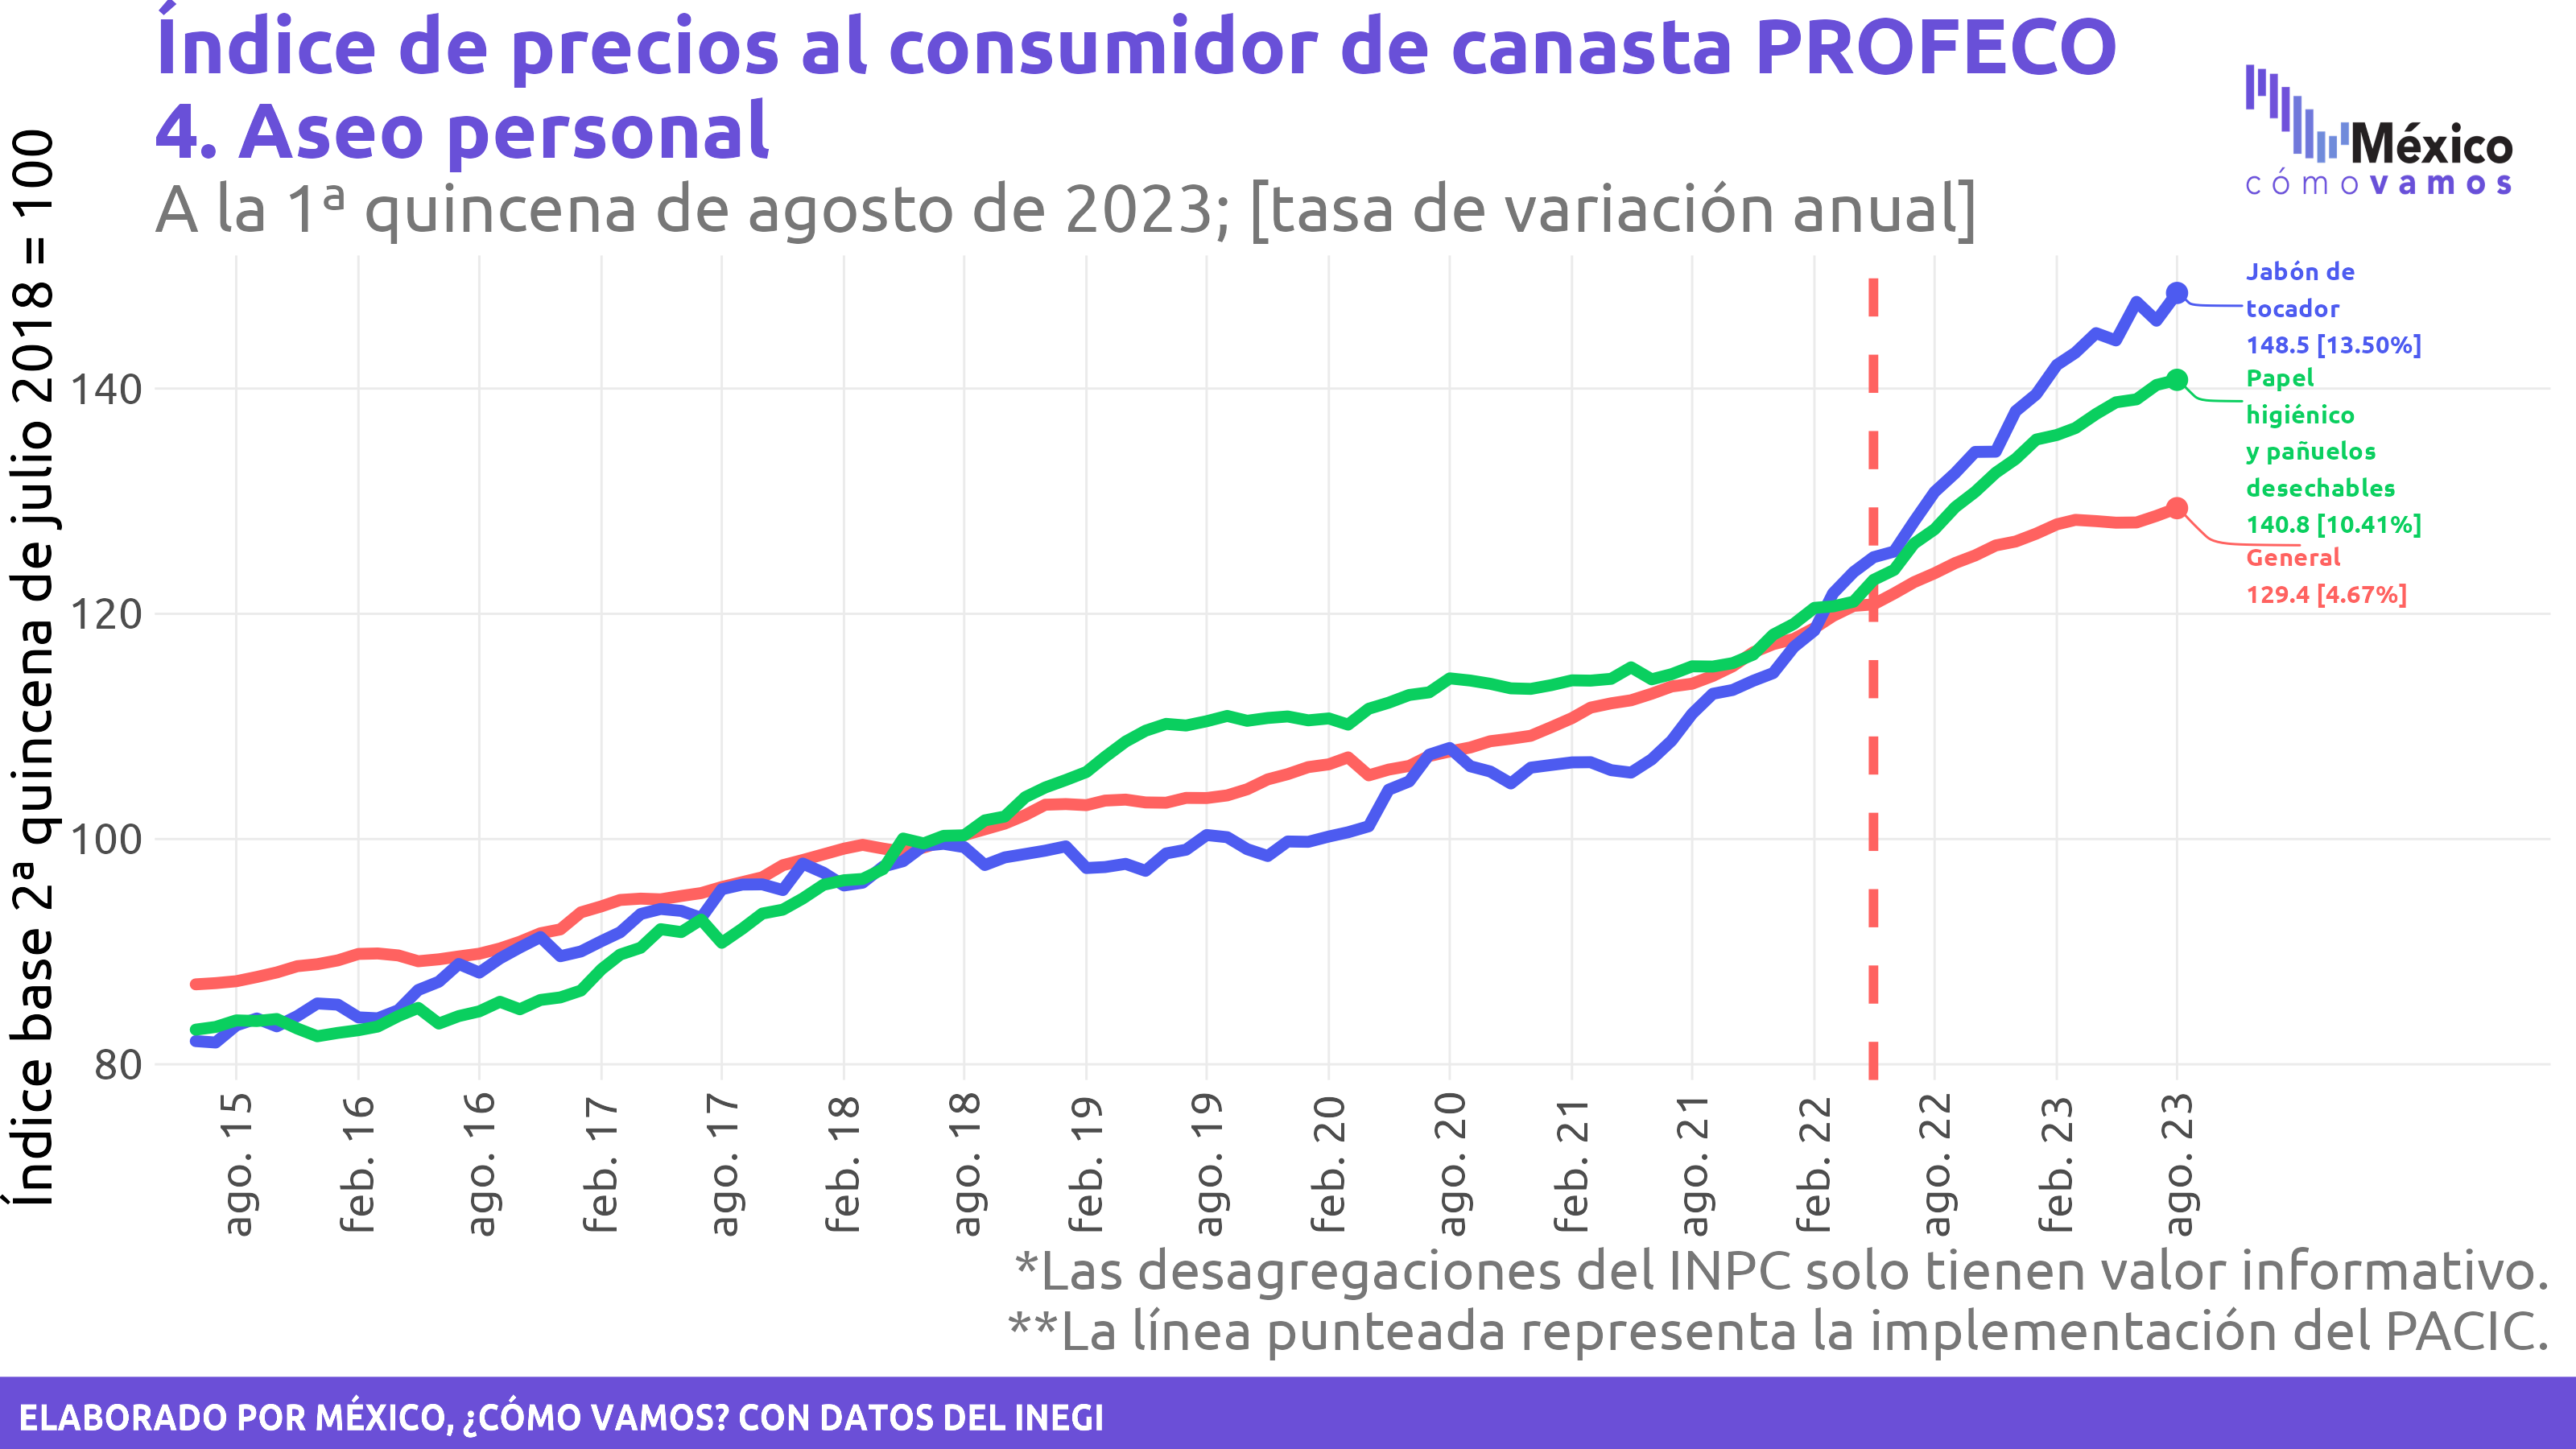 Índice de precios al consumidor de canasta PROFECO
4. Aseo personal
A la 1ª quincena de agosto de 2023; [tasa de variación anual]
México
cómo vamos
Índice base 2ª quincena de julio 2018 = 100
140
120
100
80
Jabón de
tocador
148.5 [13.50%]
Papel
higiénico
y pañuelos
desechables
140.8 [10.41%]
General
129.4 [4.67%]
ago. 15
feb. 16
ago. 16
feb. 17
ago. 17
feb. 18
ago. 18
feb. 19
ago. 19
feb. 20
ago. 20
feb. 21
ago. 21
feb. 22
ago. 22
feb. 23
ago. 23
*Las desagregaciones del INPC solo tienen valor informativo.
**La línea punteada representa la implementación del PACIC.
ELABORADO POR MÉXICO, ¿CÓMO VAMOS? CON DATOS DEL INEGI